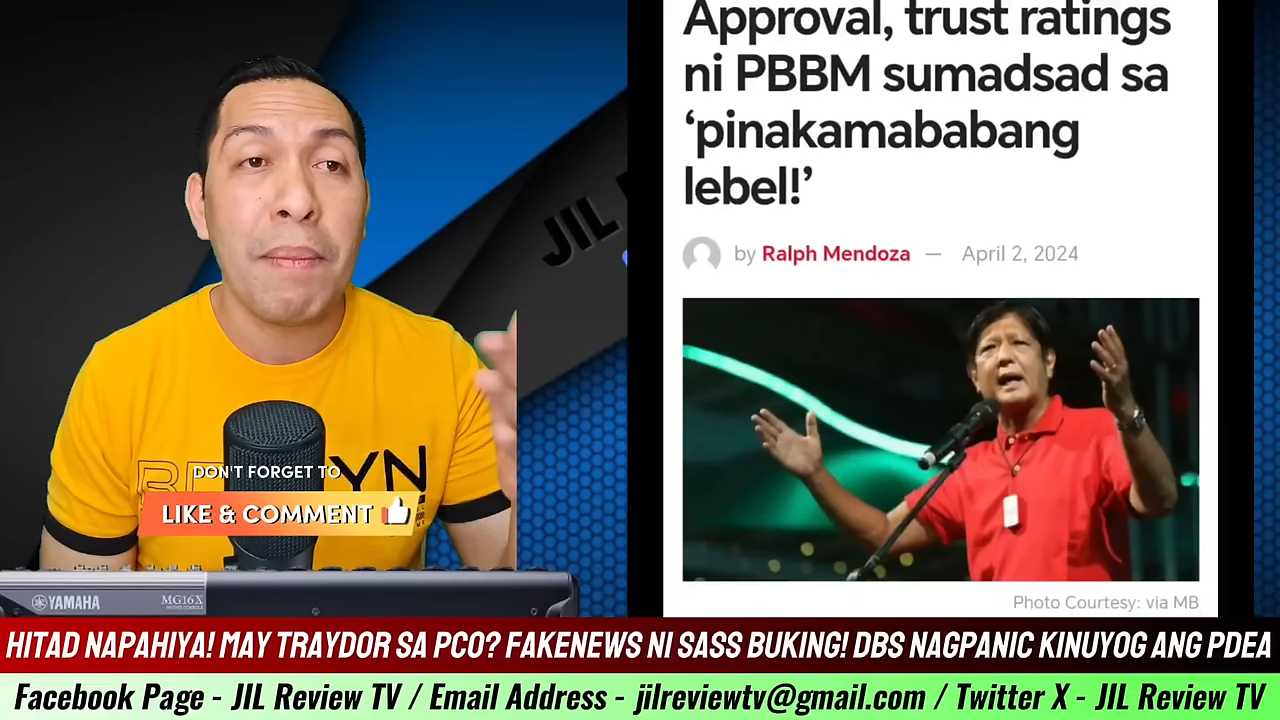 Approval, trust ratings
ni PBBM sumadsad sa
‘pinakamababang
lebel!’
by Ralph Mendoza — April 2, 2024
Photo Courtesy: via MB
JIL
DON'T FORGET TO
LIKE & COMMENT
YAMAHA
MG16X
HITAD NAPAHIYA! MAY TRAYDOR SA PCO? FAKENEWS NI SASS BUKING! DBS NAGPANIC KINUYOG ANG PDEA
Facebook Page - JIL Review TV / Email Address - jilreviewtv@gmail.com / Twitter X - JIL Review TV